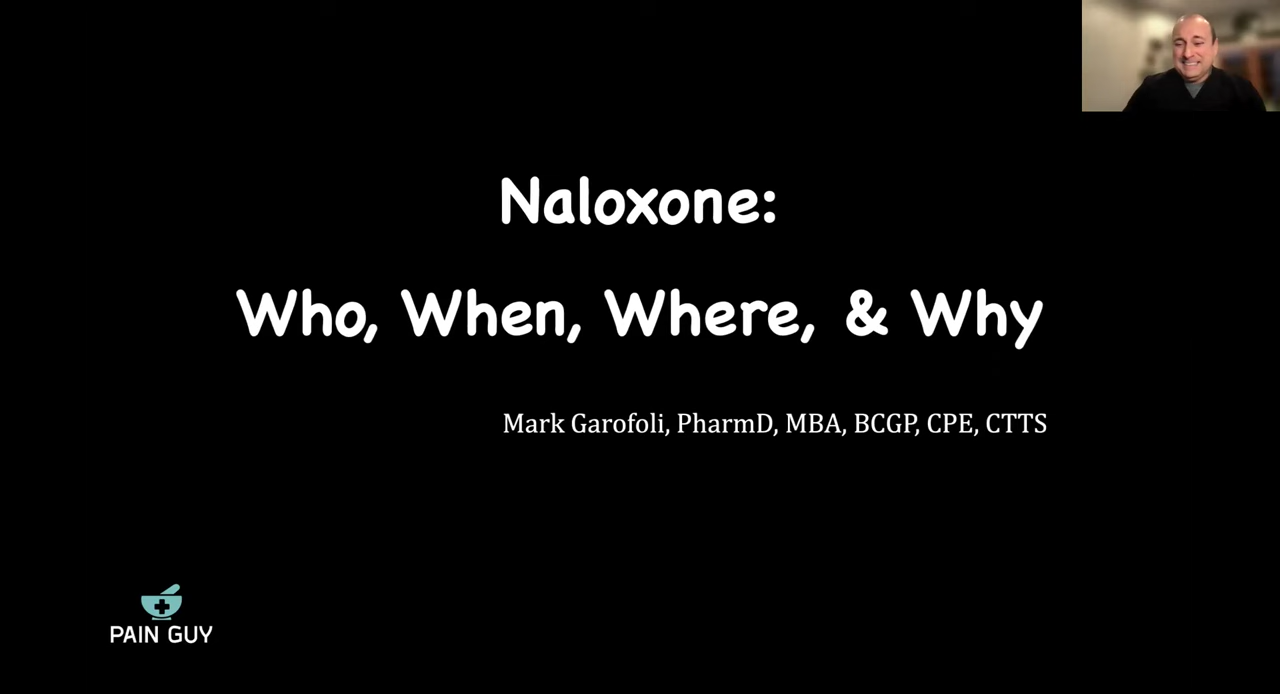 Naloxone:
Who, When, Where, & Why
Mark Garofoli, PharmD, MBA, BCGP, CPE, CTTS
PAIN GUY